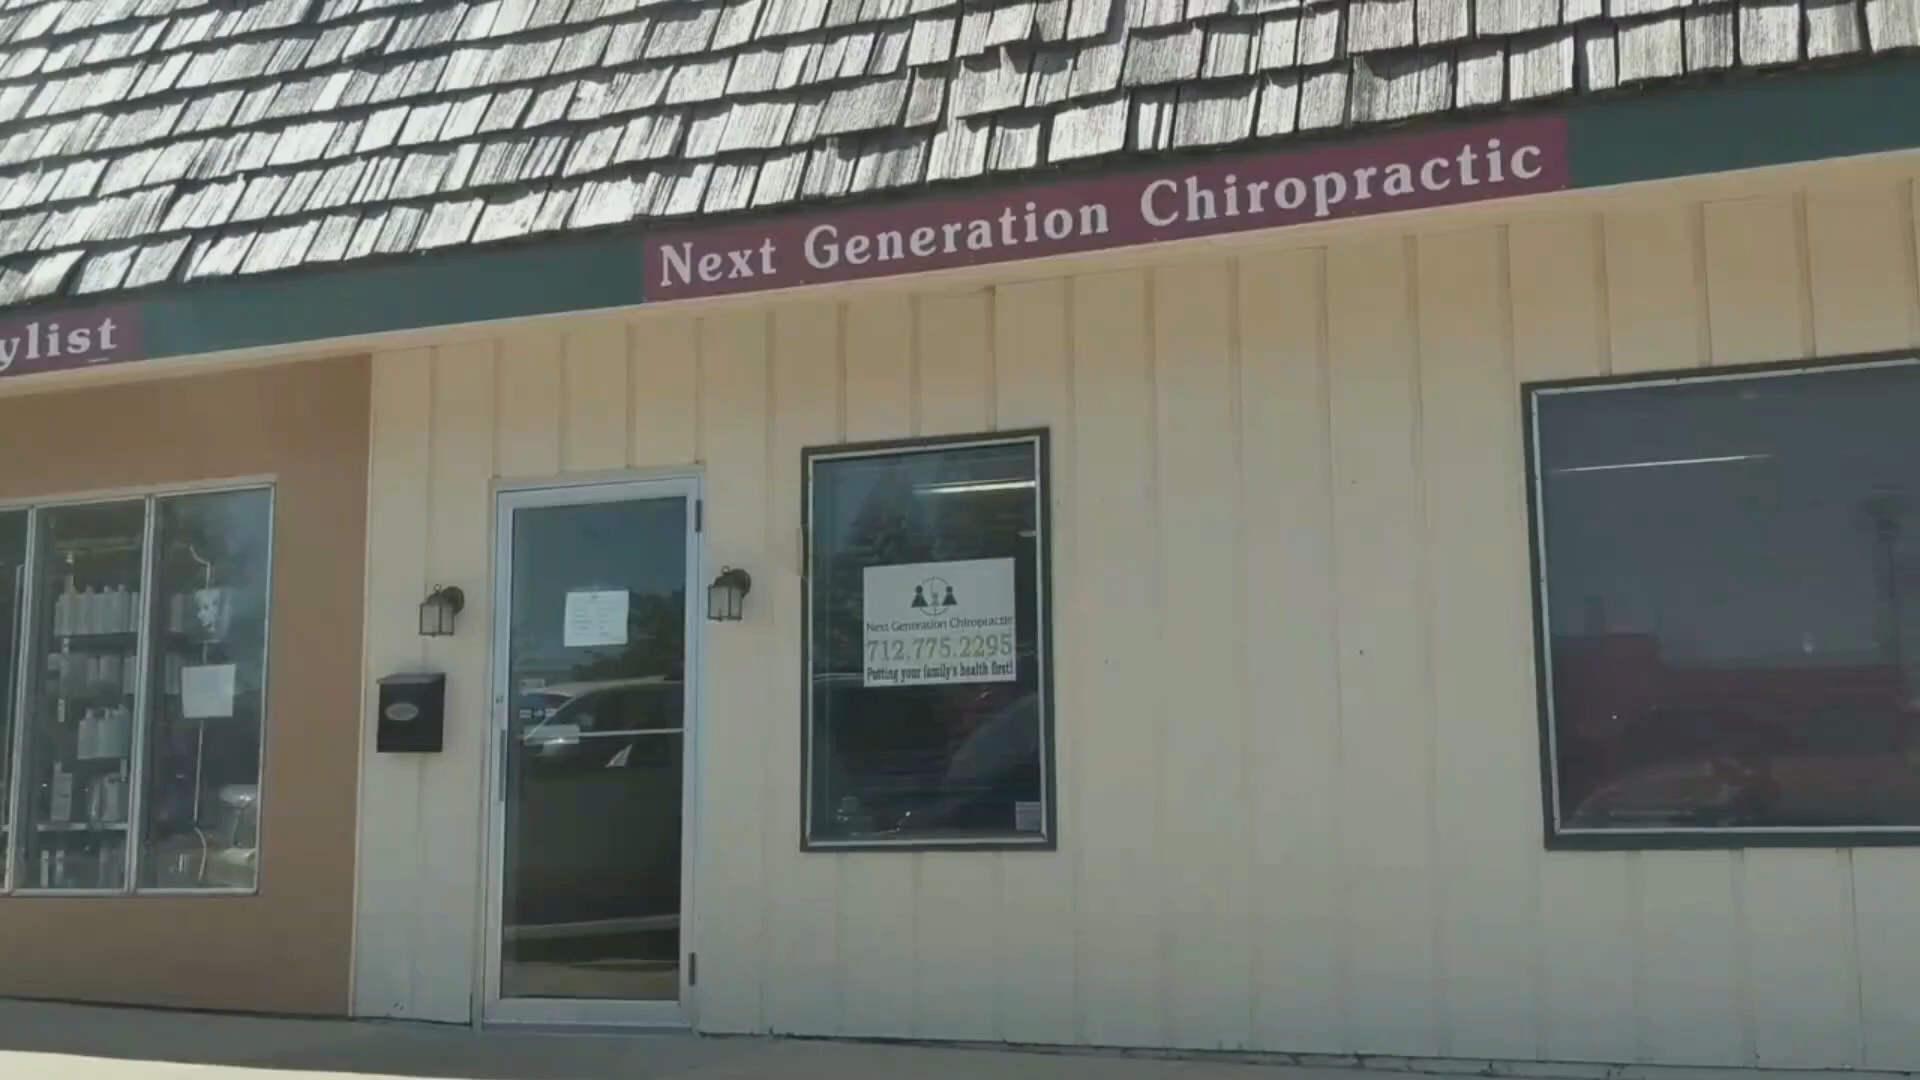 Next Generation Chiropractic
ylist
Next Generation Chiropractic
712.775.2295
Putting your family's health first!